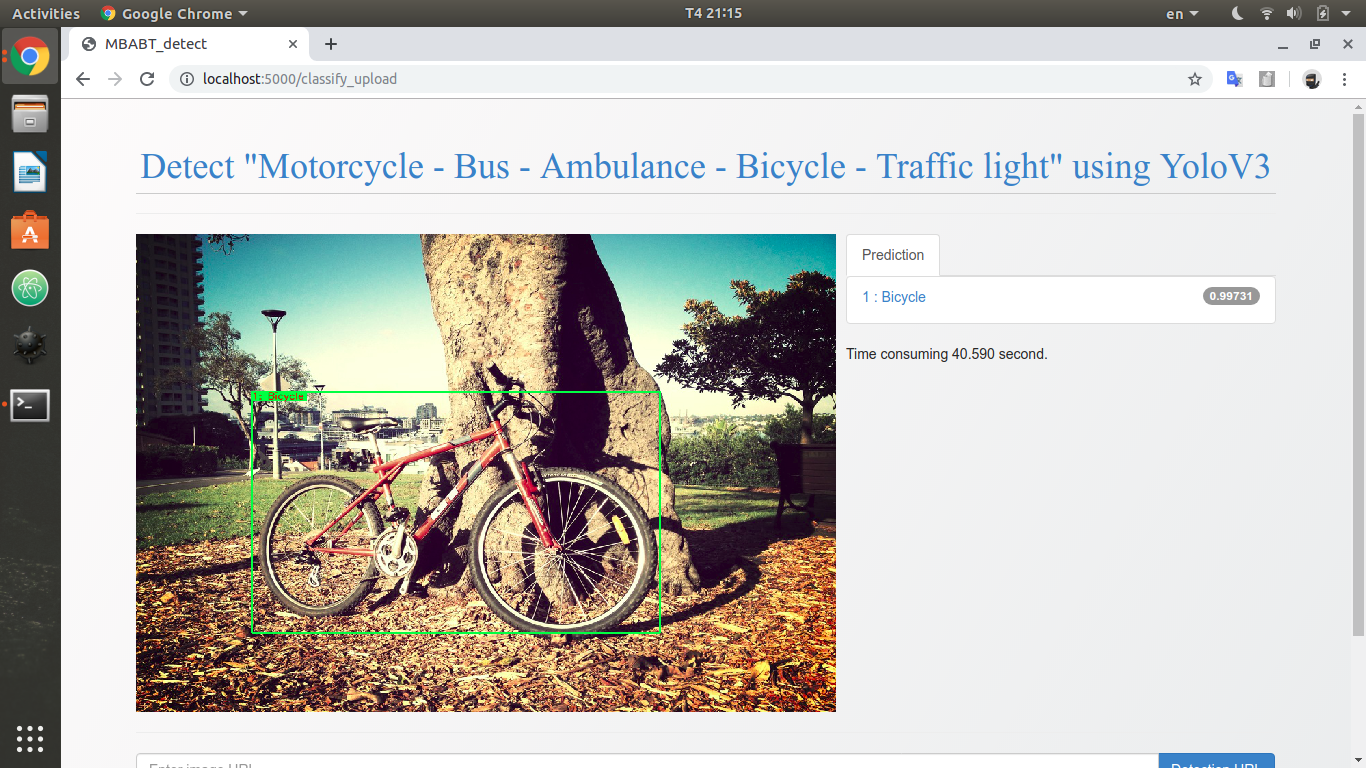 Activities
Google Chrome
T4 21:15
en
MBABT_detect
localhost:5000/classify_upload
Detect "Motorcycle - Bus - Ambulance - Bicycle - Traffic light" using YoloV3
Prediction
1 : Bicycle
0.99731
Time consuming 40.590 second.
1: Bicycle
Enter image URL
Detection URL